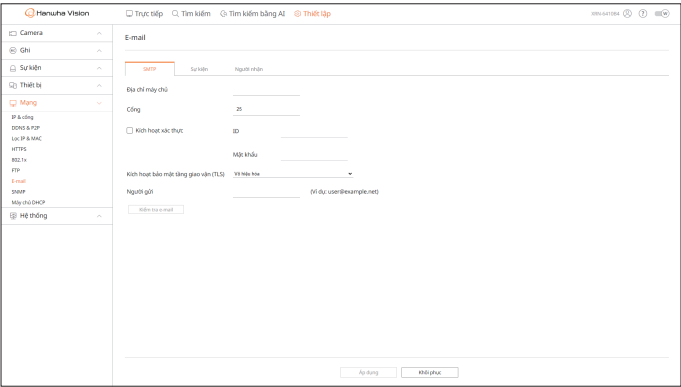 Hanwha Vision
Trực tiếp Tìm kiếm Tìm kiếm bằng AI Thiết lập
XRN-6410B4 ? W
Camera
Ghi
Sự kiện
Thiết bị
Mạng
IP & cổng
DDNS & P2P
Lọc IP & MAC
HTTPS
802.1x
FTP
E-mail
SNMP
Máy chủ DHCP
Hệ thống
E-mail
SMTP Sự kiện Người nhận
Địa chỉ máy chủ
Cổng 25
Kích hoạt xác thực ID
Mật khẩu
Kích hoạt bảo mật tầng giao vận (TLS) Vô hiệu hóa
Người gửi (Ví dụ: user@example.net)
Kiểm tra e-mail
Áp dụng Khôi phục